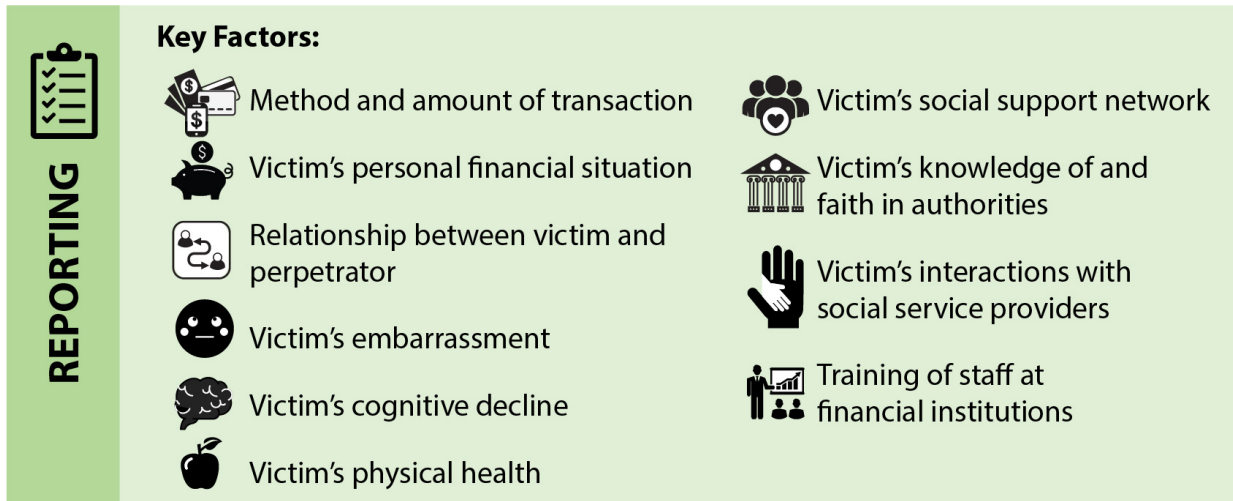 REPORTING
Key Factors:
Method and amount of transaction
Victim’s personal financial situation
Relationship between victim and
perpetrator
Victim’s embarrassment
Victim’s cognitive decline
Victim’s physical health
Victim’s social support network
Victim’s knowledge of and
faith in authorities
Victim’s interactions with
social service providers
Training of staff at
financial institutions
$
$
$